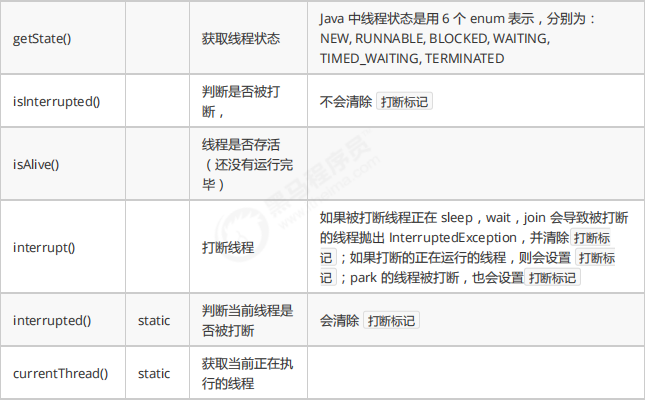 getState()
获取线程状态
Java 中线程状态是用 6 个 enum 表示，分别为：
NEW, RUNNABLE, BLOCKED, WAITING,
TIMED_WAITING, TERMINATED
isInterrupted()
判断是否被打
断，
不会清除 打断标记
isAlive()
线程是否存活
（还没有运行完
毕）
interrupt()
打断线程
如果被打断线程正在 sleep，wait，join 会导致被打断
的线程抛出 InterruptedException，并清除 打断标
记 ；如果打断的正在运行的线程，则会设置 打断标
记 ；park 的线程被打断，也会设置 打断标记
interrupted()
static
判断当前线程是
否被打断
会清除 打断标记
currentThread()
static
获取当前正在执
行的线程
黑马程序员